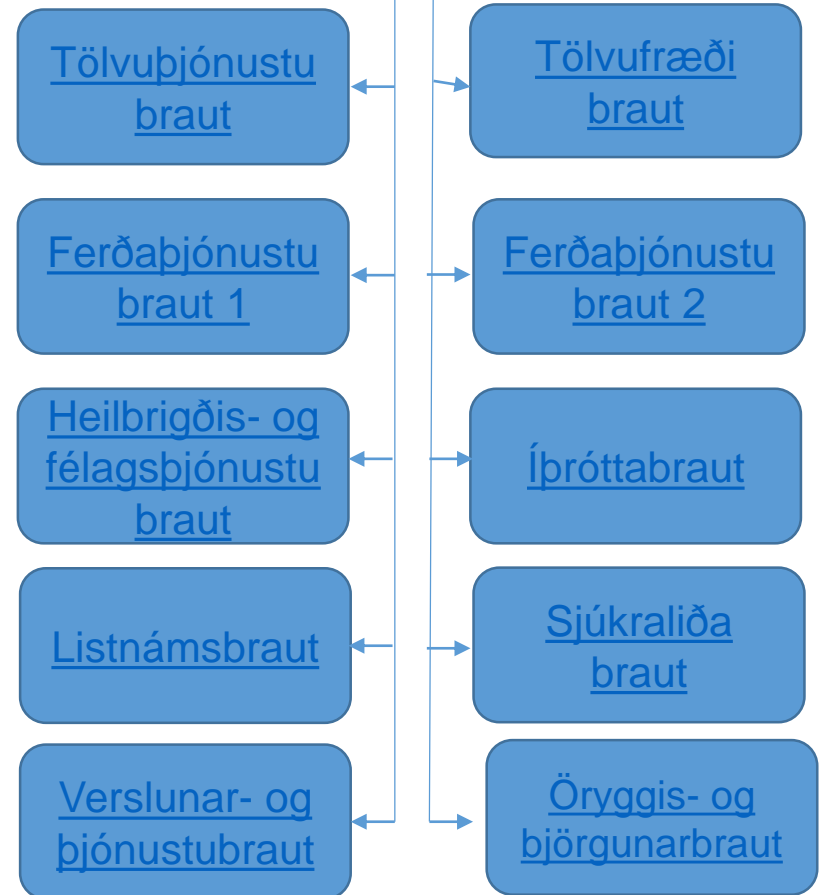 Tölvuþjónustu
braut
Tölvufræði
braut
Ferðaþjónustu
braut 1
Ferðaþjónustu
braut 2
Heilbrigðis- og
félagsþjónustu
braut
Íþróttabraut
Listnámsbraut
Sjúkraliða
braut
Verslunar- og
þjónustubraut
Öryggis- og
björgunarbraut